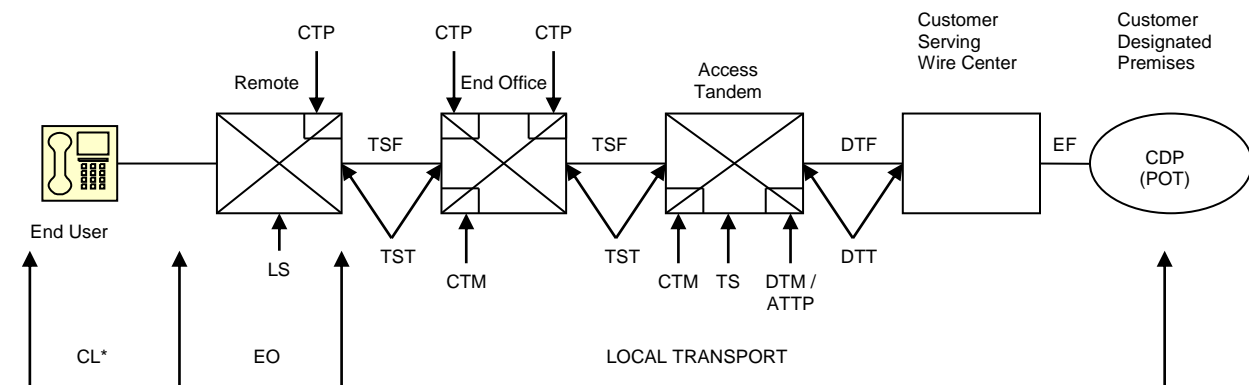 Customer
Serving
Wire Center
Customer
Designated
Premises
CTP
CTP
CTP
Remote
End Office
Access
Tandem
TSF
TSF
DTF
EF
CDP
(POT)
End User
LS
TST
CTM
TST
CTM
TS
DTM /
ATTP
DTT
CL*
EO
LOCAL TRANSPORT